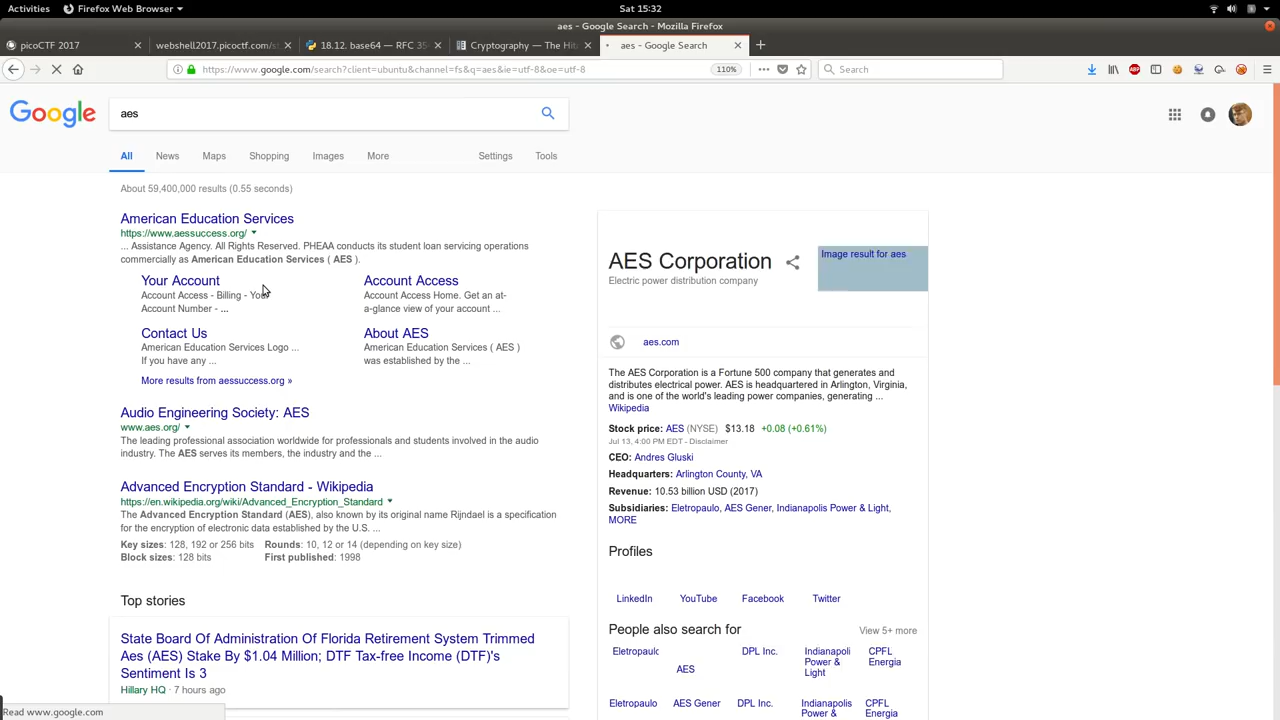 Activities Firefox Web Browser Sat 15:32
aes - Google Search - Mozilla Firefox
picoCTF 2017 webshell2017.picoctf.com/s 18.12. base64 — RFC 35 Cryptography — The Hit aes - Google Search
https://www.google.com/search?client=ubuntu&channel=fs&q=aes&ie=utf-8&oe=utf-8 110% Search
Google aes
All News Maps Shopping Images More Settings Tools
About 59,400,000 results (0.55 seconds)
American Education Services
https://www.aessuccess.org/
... Assistance Agency. All Rights Reserved. PHEAA conducts its student loan servicing operations
commercially as American Education Services ( AES ).
Your Account
Account Access - Billing - Your
Account Number - ...
Account Access
Account Access Home. Get an at-
a-glance view of your account ...
Contact Us
American Education Services Logo ...
If you have any ...
About AES
American Education Services ( AES )
was established by the ...
More results from aessuccess.org »
Audio Engineering Society: AES
www.aes.org/
The leading professional association worldwide for professionals and students involved in the audio
industry. The AES serves its members, the industry and the ...
Advanced Encryption Standard - Wikipedia
https://en.wikipedia.org/wiki/Advanced_Encryption_Standard
The Advanced Encryption Standard (AES), also known by its original name Rijndael is a specification
for the encryption of electronic data established by the U.S. ...
Key sizes: 128, 192 or 256 bits Rounds: 10, 12 or 14 (depending on key size)
Block sizes: 128 bits First published: 1998
Top stories
State Board Of Administration Of Florida Retirement System Trimmed
Aes (AES) Stake By $1.04 Million; DTF Tax-free Income (DTF)'s
Sentiment Is 3
Hillary HQ · 7 hours ago
AES Corporation
Electric power distribution company
Image result for aes
aes.com
The AES Corporation is a Fortune 500 company that generates and
distributes electrical power. AES is headquartered in Arlington, Virginia,
and is one of the world's leading power companies, generating ...
Wikipedia
Stock price: AES (NYSE) $13.18 +0.08 (+0.61%)
Jul 13, 4:00 PM EDT - Disclaimer
CEO: Andres Gluski
Headquarters: Arlington County, VA
Revenue: 10.53 billion USD (2017)
Subsidiaries: Eletropaulo, AES Gener, Indianapolis Power & Light,
MORE
Profiles
LinkedIn YouTube Facebook Twitter
People also search for View 5+ more
Eletropaulo
AES
DPL Inc.
Indianapoli
Power &
Light
CPFL
Energia
Eletropaulo
AES Gener
DPL Inc.
Indianapolis
Power &
CPFL
Energia
Read www.google.com